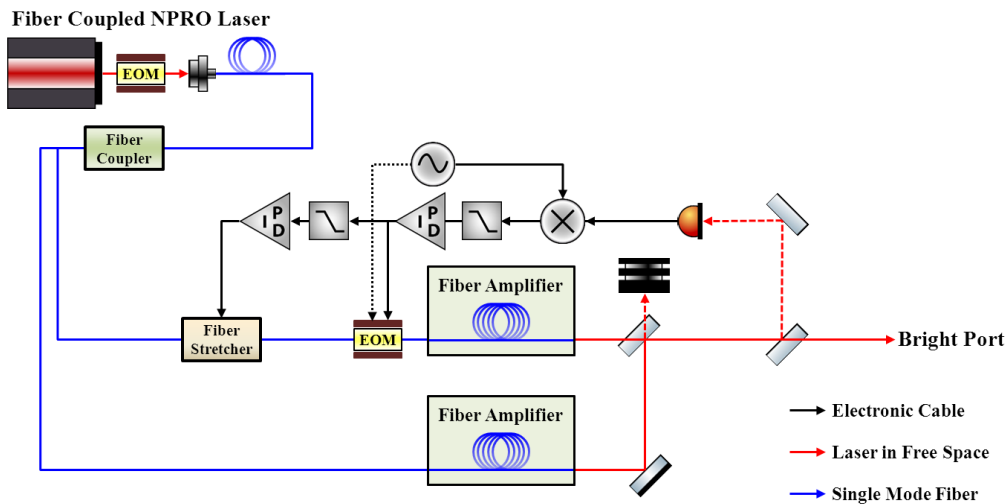 Fiber Coupled NPRO Laser
EOM
Fiber
Coupler
P
I
D
P
I
D
Fiber Amplifier
Fiber
Stretcher
EOM
Bright Port
Fiber Amplifier
Electronic Cable
Laser in Free Space
Single Mode Fiber